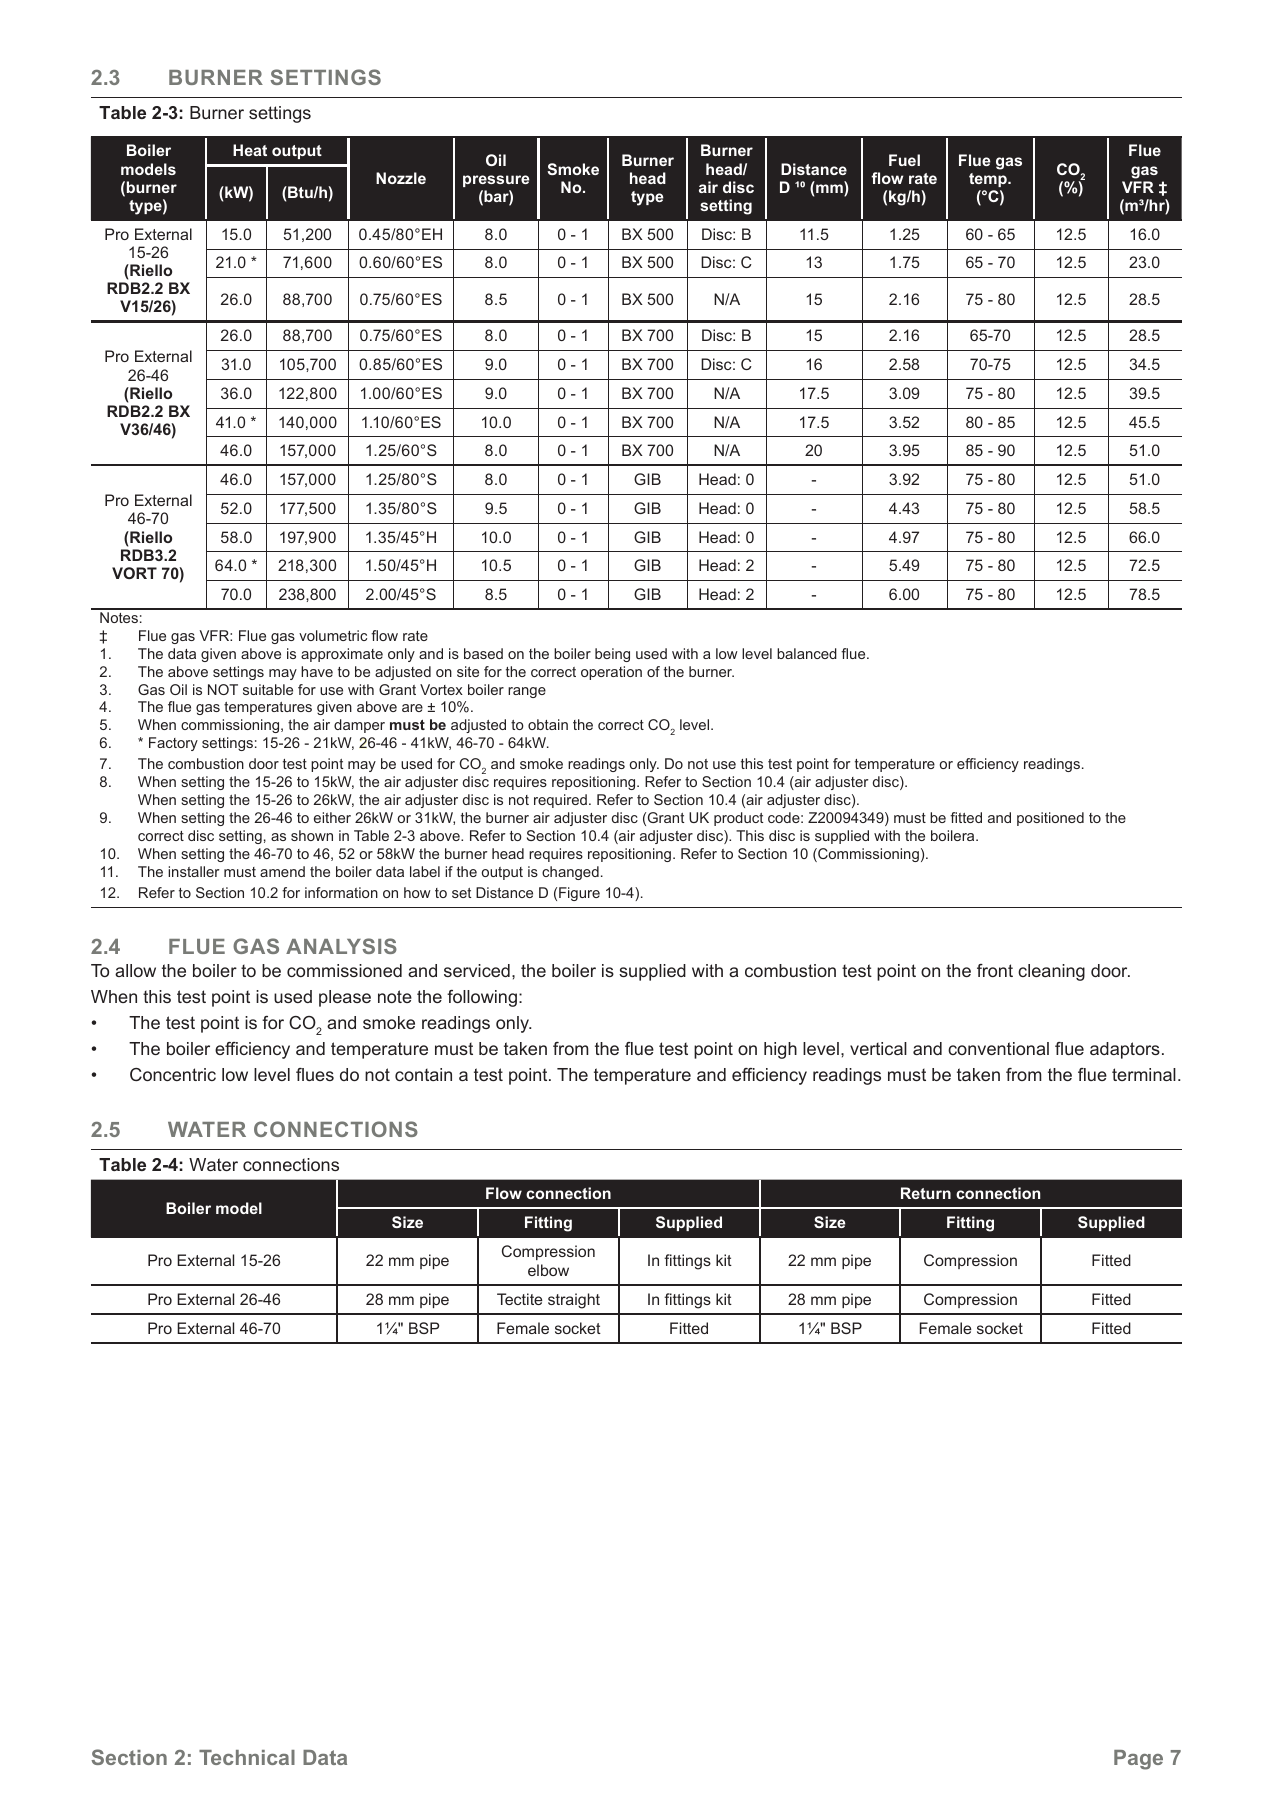 2.3 BURNER SETTINGS
Table 2-3: Burner settings
Boiler models (burner type) Heat output Nozzle Oil pressure (bar) Smoke No. Burner head type Burner head/ air disc setting Distance D ¹⁰ (mm) Fuel flow rate (kg/h) Flue gas temp. (°C) CO₂ (%) Flue gas VFR ‡ (m³/hr)
(kW) (Btu/h)
Pro External 15-26 (Riello RDB2.2 BX V15/26)
15.0 51,200 0.45/80°EH 8.0 0 - 1 BX 500 Disc: B 11.5 1.25 60 - 65 12.5 16.0
21.0 * 71,600 0.60/60°ES 8.0 0 - 1 BX 500 Disc: C 13 1.75 65 - 70 12.5 23.0
26.0 88,700 0.75/60°ES 8.5 0 - 1 BX 500 N/A 15 2.16 75 - 80 12.5 28.5
Pro External 26-46 (Riello RDB2.2 BX V36/46)
26.0 88,700 0.75/60°ES 8.0 0 - 1 BX 700 Disc: B 15 2.16 65-70 12.5 28.5
31.0 105,700 0.85/60°ES 9.0 0 - 1 BX 700 Disc: C 16 2.58 70-75 12.5 34.5
36.0 122,800 1.00/60°ES 9.0 0 - 1 BX 700 N/A 17.5 3.09 75 - 80 12.5 39.5
41.0 * 140,000 1.10/60°ES 10.0 0 - 1 BX 700 N/A 17.5 3.52 80 - 85 12.5 45.5
46.0 157,000 1.25/60°S 8.0 0 - 1 BX 700 N/A 20 3.95 85 - 90 12.5 51.0
Pro External 46-70 (Riello RDB3.2 VORT 70)
46.0 157,000 1.25/80°S 8.0 0 - 1 GIB Head: 0 - 3.92 75 - 80 12.5 51.0
52.0 177,500 1.35/80°S 9.5 0 - 1 GIB Head: 0 - 4.43 75 - 80 12.5 58.5
58.0 197,900 1.35/45°H 10.0 0 - 1 GIB Head: 0 - 4.97 75 - 80 12.5 66.0
64.0 * 218,300 1.50/45°H 10.5 0 - 1 GIB Head: 2 - 5.49 75 - 80 12.5 72.5
70.0 238,800 2.00/45°S 8.5 0 - 1 GIB Head: 2 - 6.00 75 - 80 12.5 78.5
Notes:
‡ Flue gas VFR: Flue gas volumetric flow rate
1. The data given above is approximate only and is based on the boiler being used with a low level balanced flue.
2. The above settings may have to be adjusted on site for the correct operation of the burner.
3. Gas Oil is NOT suitable for use with Grant Vortex boiler range
4. The flue gas temperatures given above are ± 10%.
5. When commissioning, the air damper must be adjusted to obtain the correct CO₂ level.
6. * Factory settings: 15-26 - 21kW, 26-46 - 41kW, 46-70 - 64kW.
7. The combustion door test point may be used for CO₂ and smoke readings only. Do not use this test point for temperature or efficiency readings.
8. When setting the 15-26 to 15kW, the air adjuster disc requires repositioning. Refer to Section 10.4 (air adjuster disc).
When setting the 15-26 to 26kW, the air adjuster disc is not required. Refer to Section 10.4 (air adjuster disc).
9. When setting the 26-46 to either 26kW or 31kW, the burner air adjuster disc (Grant UK product code: Z20094349) must be fitted and positioned to the
correct disc setting, as shown in Table 2-3 above. Refer to Section 10.4 (air adjuster disc). This disc is supplied with the boilera.
10. When setting the 46-70 to 46, 52 or 58kW the burner head requires repositioning. Refer to Section 10 (Commissioning).
11. The installer must amend the boiler data label if the output is changed.
12. Refer to Section 10.2 for information on how to set Distance D (Figure 10-4).
2.4 FLUE GAS ANALYSIS
To allow the boiler to be commissioned and serviced, the boiler is supplied with a combustion test point on the front cleaning door.
When this test point is used please note the following:
• The test point is for CO₂ and smoke readings only.
• The boiler efficiency and temperature must be taken from the flue test point on high level, vertical and conventional flue adaptors.
• Concentric low level flues do not contain a test point. The temperature and efficiency readings must be taken from the flue terminal.
2.5 WATER CONNECTIONS
Table 2-4: Water connections
Boiler model Flow connection Return connection
Size Fitting Supplied Size Fitting Supplied
Pro External 15-26 22 mm pipe Compression elbow In fittings kit 22 mm pipe Compression Fitted
Pro External 26-46 28 mm pipe Tectite straight In fittings kit 28 mm pipe Compression Fitted
Pro External 46-70 1¼" BSP Female socket Fitted 1¼" BSP Female socket Fitted
Section 2: Technical Data Page 7